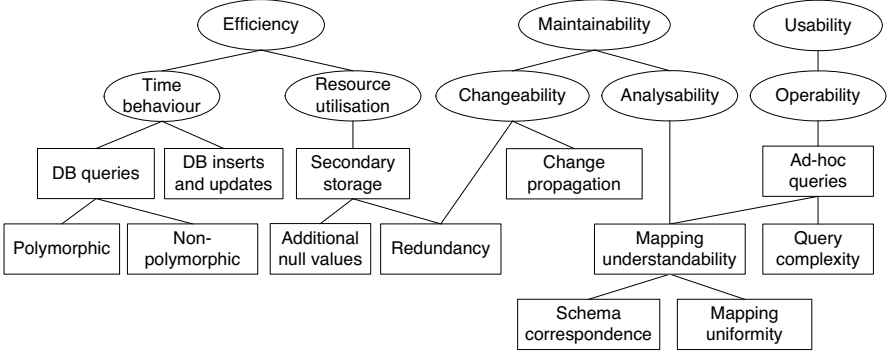 Efficiency
Maintainability
Usability
Time
behaviour
Resource
utilisation
Changeability
Analysability
Operability
DB queries
DB inserts
and updates
Secondary
storage
Change
propagation
Ad-hoc
queries
Polymorphic
Non-
polymorphic
Additional
null values
Redundancy
Mapping
understandability
Query
complexity
Schema
correspondence
Mapping
uniformity